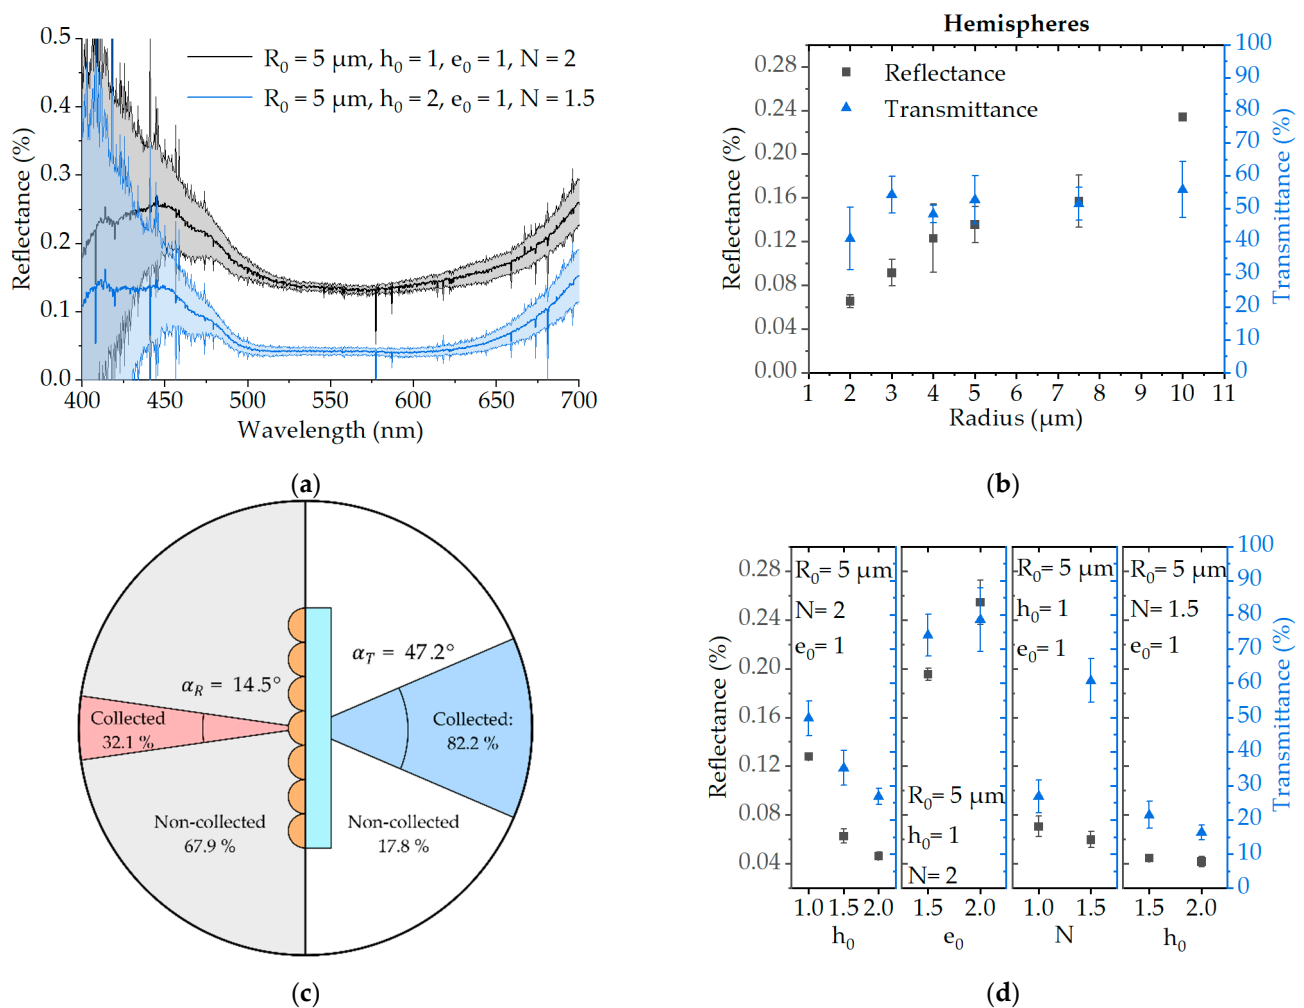 0.5
0.4
0.3
0.2
0.1
0.0
Reflectance (%)
R₀ = 5 µm, h₀ = 1, e₀ = 1, N = 2
R₀ = 5 µm, h₀ = 2, e₀ = 1, N = 1.5
400 450 500 550 600 650 700
Wavelength (nm)
(a)
Hemispheres
0.28
0.24
0.20
0.16
0.12
0.08
0.04
0.00
Reflectance (%)
Reflectance
Transmittance
100
90
80
70
60
50
40
30
20
10
0
Transmittance (%)
1 2 3 4 5 6 7 8 9 10 11
Radius (µm)
(b)
α_T = 47.2°
α_R = 14.5°
Collected
32.1 %
Collected:
82.2 %
Non-collected
67.9 %
Non-collected
17.8 %
(c)
0.28
0.24
0.20
0.16
0.12
0.08
0.04
Reflectance (%)
R₀= 5 µm
N= 2
e₀= 1
R₀= 5 µm
h₀= 1
N= 2
R₀= 5 µm
h₀= 1
e₀= 1
R₀= 5 µm
N= 1.5
e₀= 1
100
90
80
70
60
50
40
30
20
10
0
Transmittance (%)
1.0 1.5 2.0
h₀
1.5 2.0
e₀
1.0 1.5
N
1.5 2.0
h₀
(d)